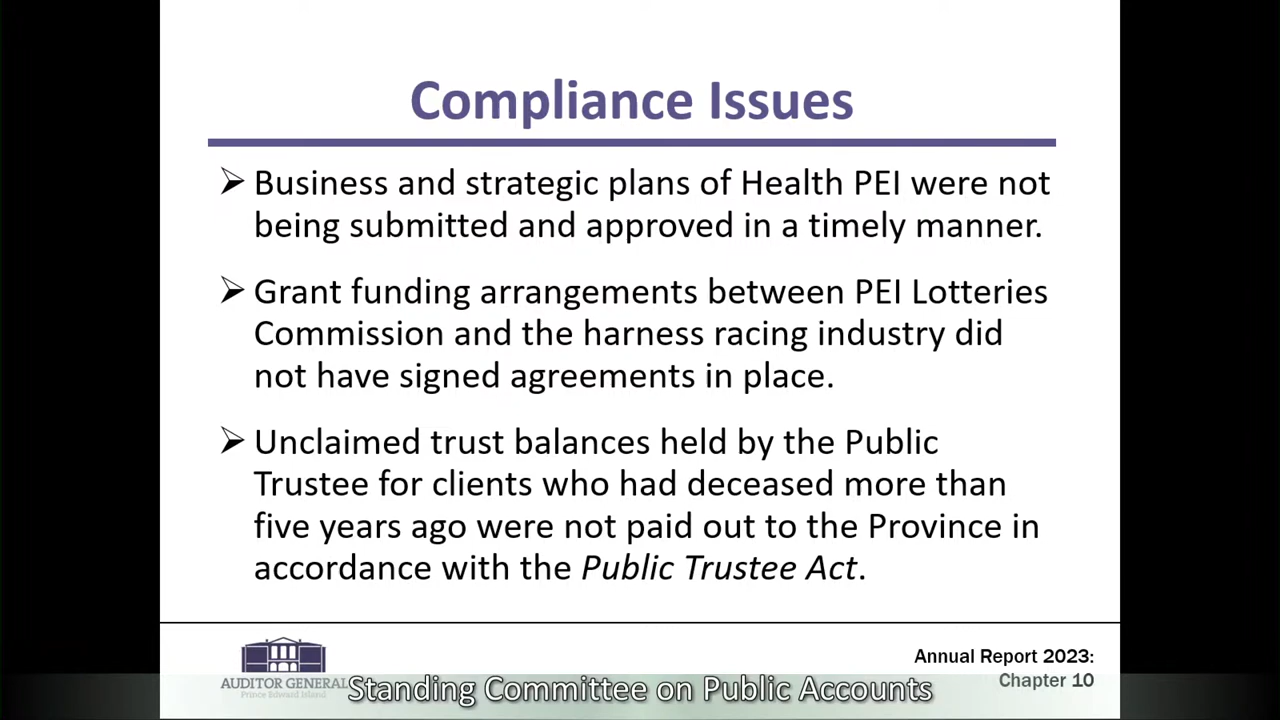 Compliance Issues
➢ Business and strategic plans of Health PEI were not
being submitted and approved in a timely manner.
➢ Grant funding arrangements between PEI Lotteries
Commission and the harness racing industry did
not have signed agreements in place.
➢ Unclaimed trust balances held by the Public
Trustee for clients who had deceased more than
five years ago were not paid out to the Province in
accordance with the Public Trustee Act.
AUDITOR GENERAL
Prince Edward Island
Annual Report 2023:
Chapter 10
Standing Committee on Public Accounts